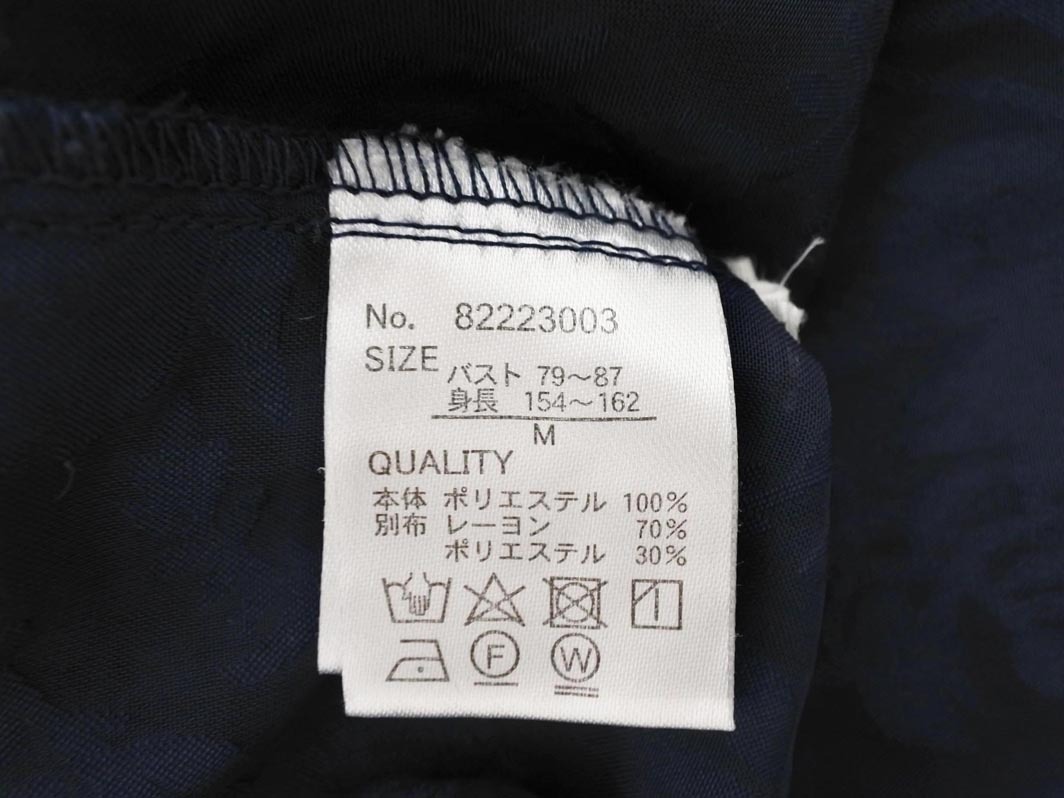 No. 82223003
SIZE
バスト 79～87
身長 154～162
M
QUALITY
本体 ポリエステル 100%
別布 レーヨン 70%
ポリエステル 30%
F W